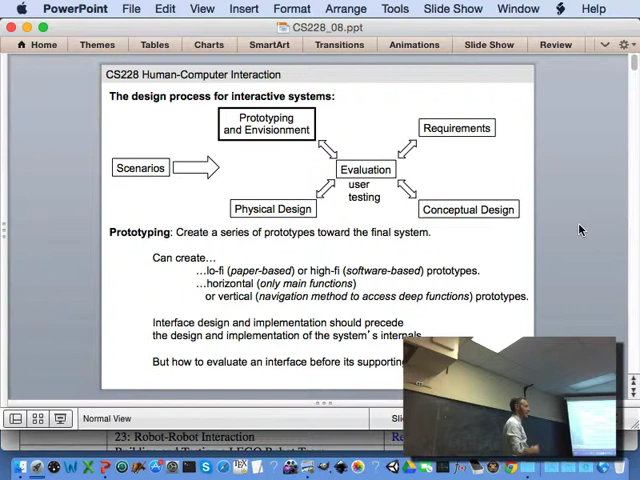 PowerPoint File Edit View Insert Format Arrange Tools Slide Show Window Help
CS228_08.ppt
Home Themes Tables Charts SmartArt Transitions Animations Slide Show Review
CS228 Human-Computer Interaction
The design process for interactive systems:
Prototyping
and Envisionment
Requirements
Scenarios
Evaluation
user
testing
Physical Design
Conceptual Design
Prototyping: Create a series of prototypes toward the final system.
Can create…
…lo-fi (paper-based) or high-fi (software-based) prototypes.
…horizontal (only main functions)
or vertical (navigation method to access deep functions) prototypes.
Interface design and implementation should precede
the design and implementation of the system's internals.
But how to evaluate an interface before its supporting
Normal View
23: Robot-Robot Interaction